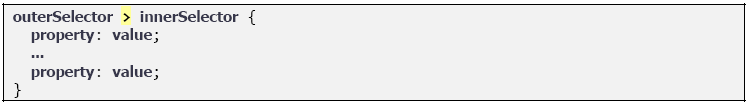 outerSelector > innerSelector {
property: value;
...
property: value;
}